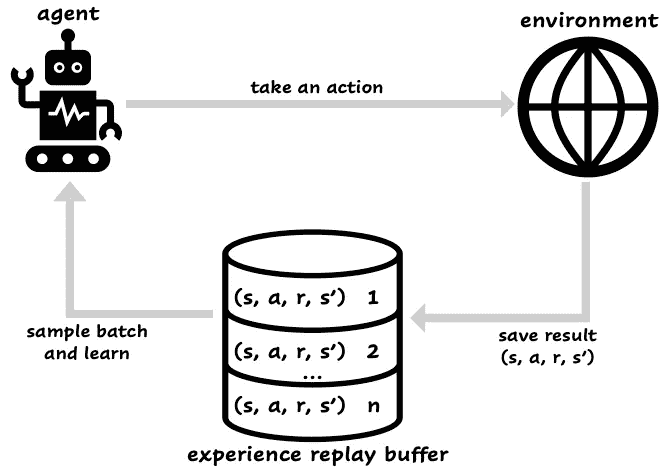 agent
environment
take an action
(s, a, r, s’) 1
(s, a, r, s’) 2
...
(s, a, r, s’) n
sample batch
and learn
save result
(s, a, r, s’)
experience replay buffer